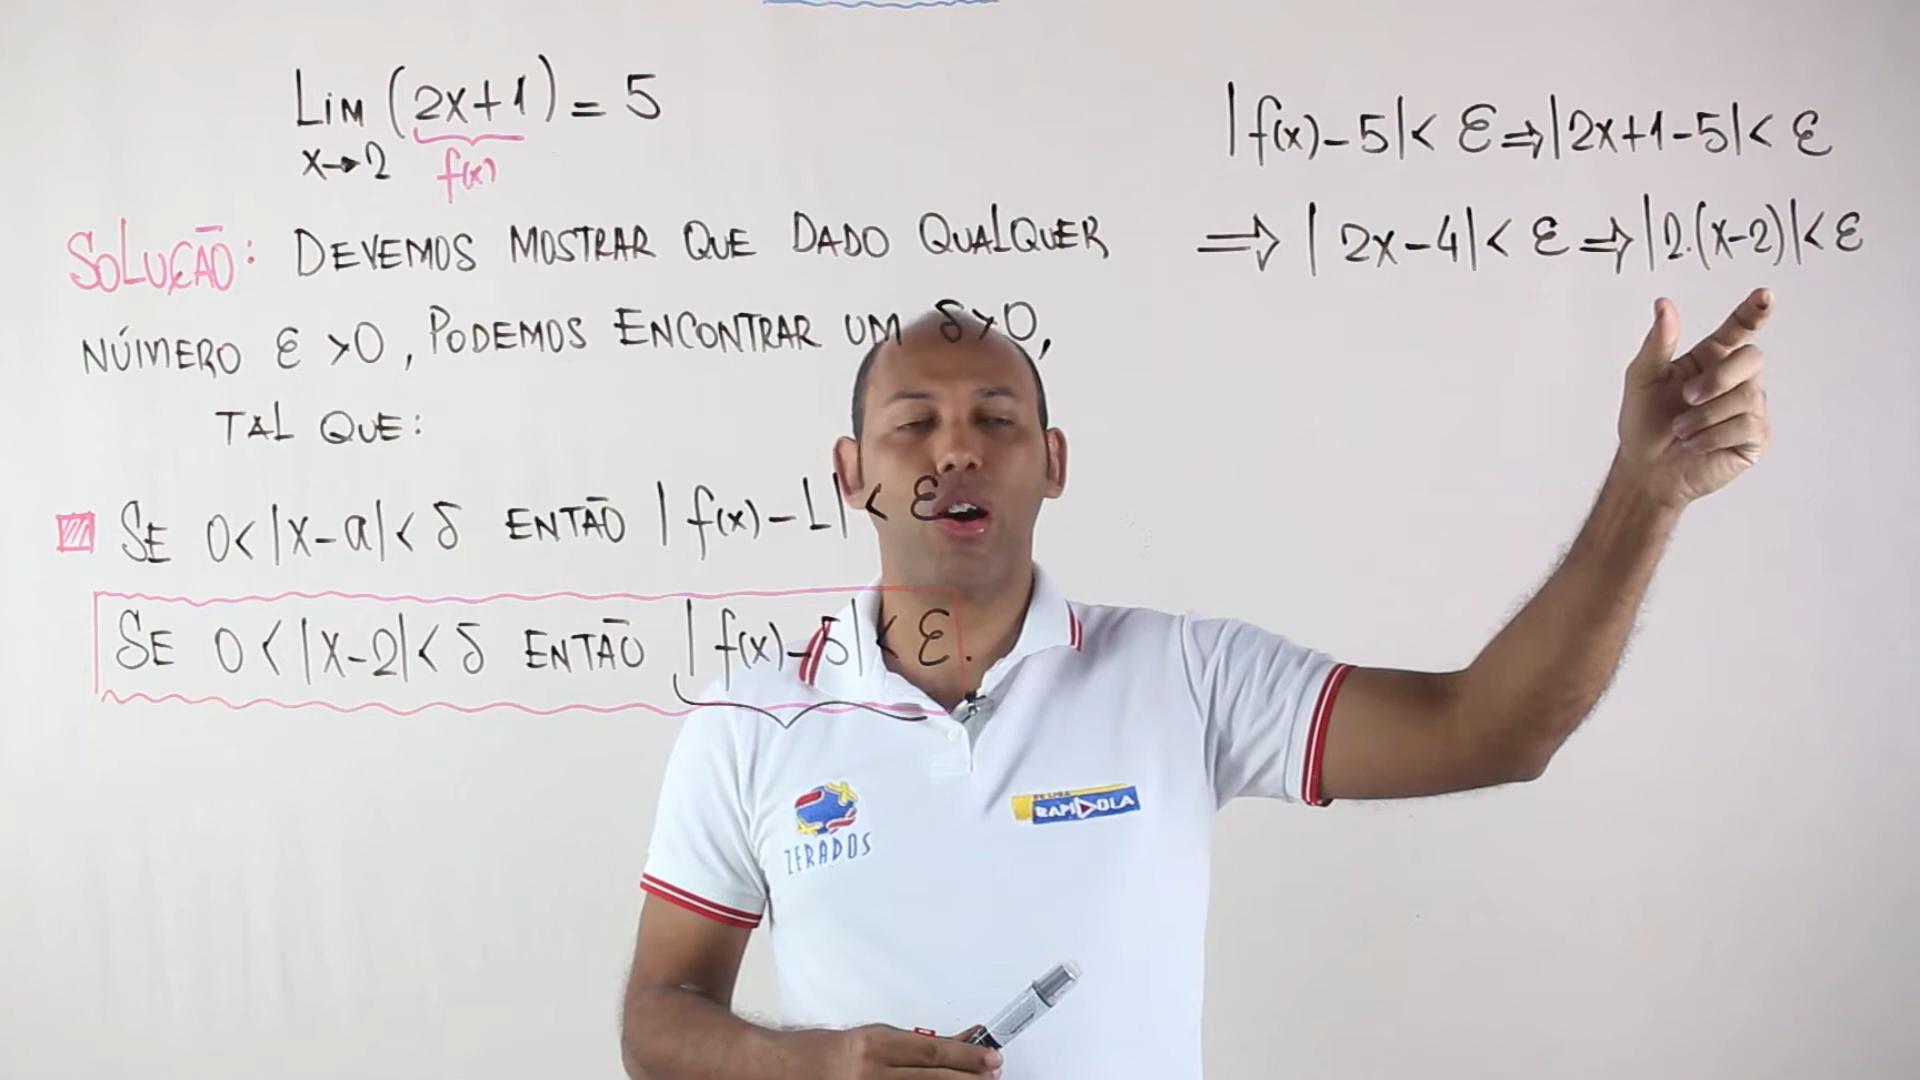 Lim (2x+1) = 5
x→2 f(x)
SOLUÇÃO: DEVEMOS MOSTRAR QUE DADO QUALQUER
NÚMERO ε >0, PODEMOS ENCONTRAR UM δ>0,
TAL QUE:
SE 0<|x-a|<δ ENTÃO |f(x)-L|<ε
SE 0<|x-2|<δ ENTÃO |f(x)-5|<ε.
|f(x)-5|<ε⇒|2x+1-5|<ε
⇒|2x-4|<ε⇒|2.(x-2)|<ε
ZERADOS
RAPIDOLA